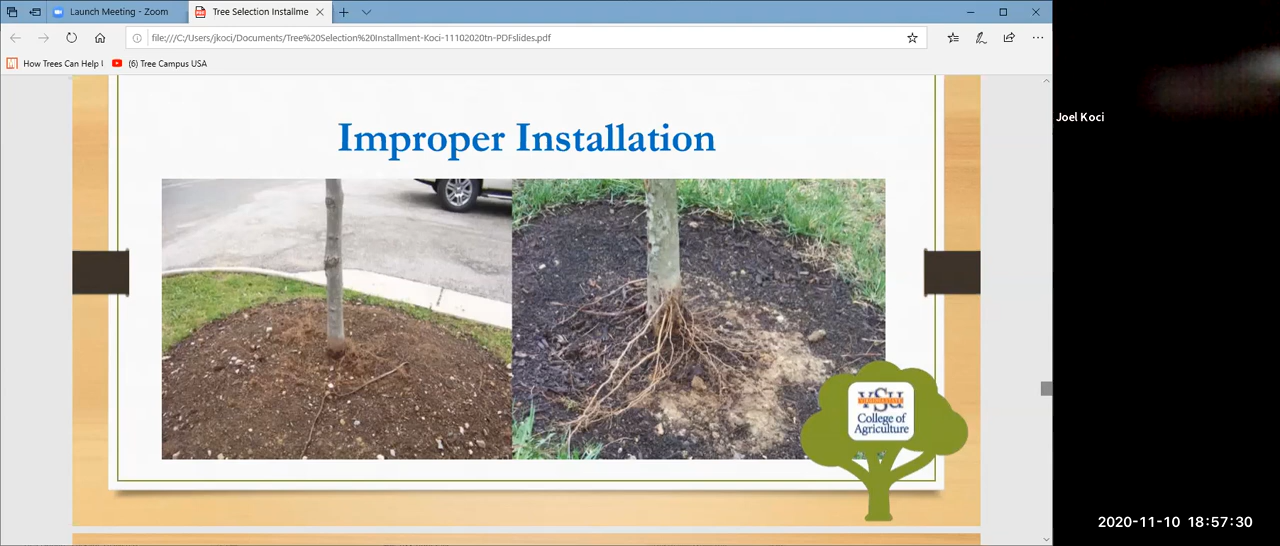 Launch Meeting - Zoom
Tree Selection Installme
file:///C:/Users/jkoci/Documents/Tree%20Selection%20Installment-Koci-11102020tn-PDFslides.pdf
How Trees Can Help
(6) Tree Campus USA
Joel Koci
Improper Installation
VSU
College of
Agriculture
2020-11-10 18:57:30